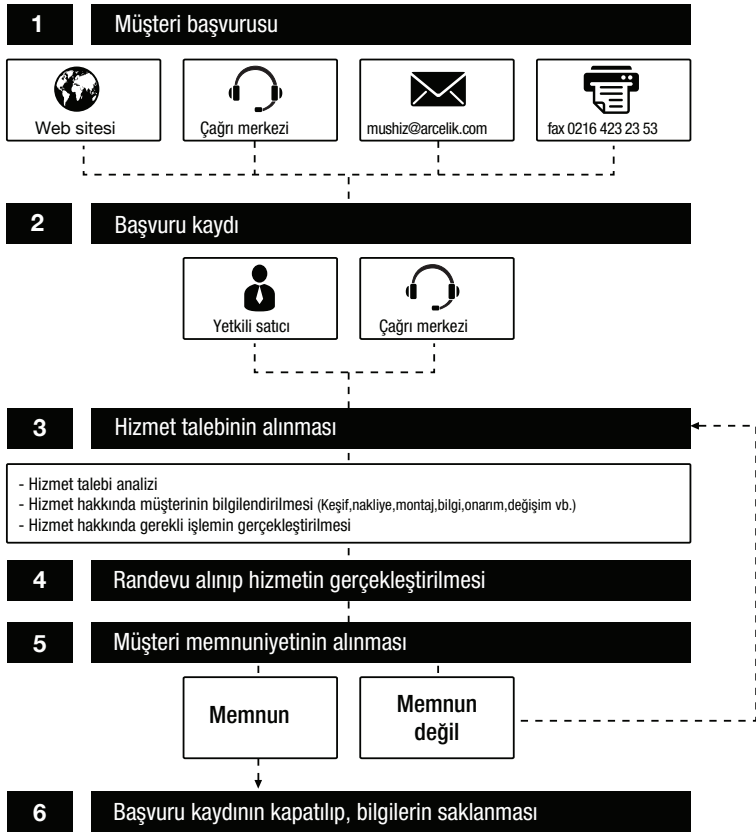 1 Müşteri başvurusu
Web sitesi
Çağrı merkezi
mushiz@arcelik.com
fax 0216 423 23 53
2 Başvuru kaydı
Yetkili satıcı
Çağrı merkezi
3 Hizmet talebinin alınması
- Hizmet talebi analizi
- Hizmet hakkında müşterinin bilgilendirilmesi (Keşif,nakliye,montaj,bilgi,onarım,değişim vb.)
- Hizmet hakkında gerekli işlemin gerçekleştirilmesi
4 Randevu alınıp hizmetin gerçekleştirilmesi
5 Müşteri memnuniyetinin alınması
Memnun
Memnun
değil
6 Başvuru kaydının kapatılıp, bilgilerin saklanması